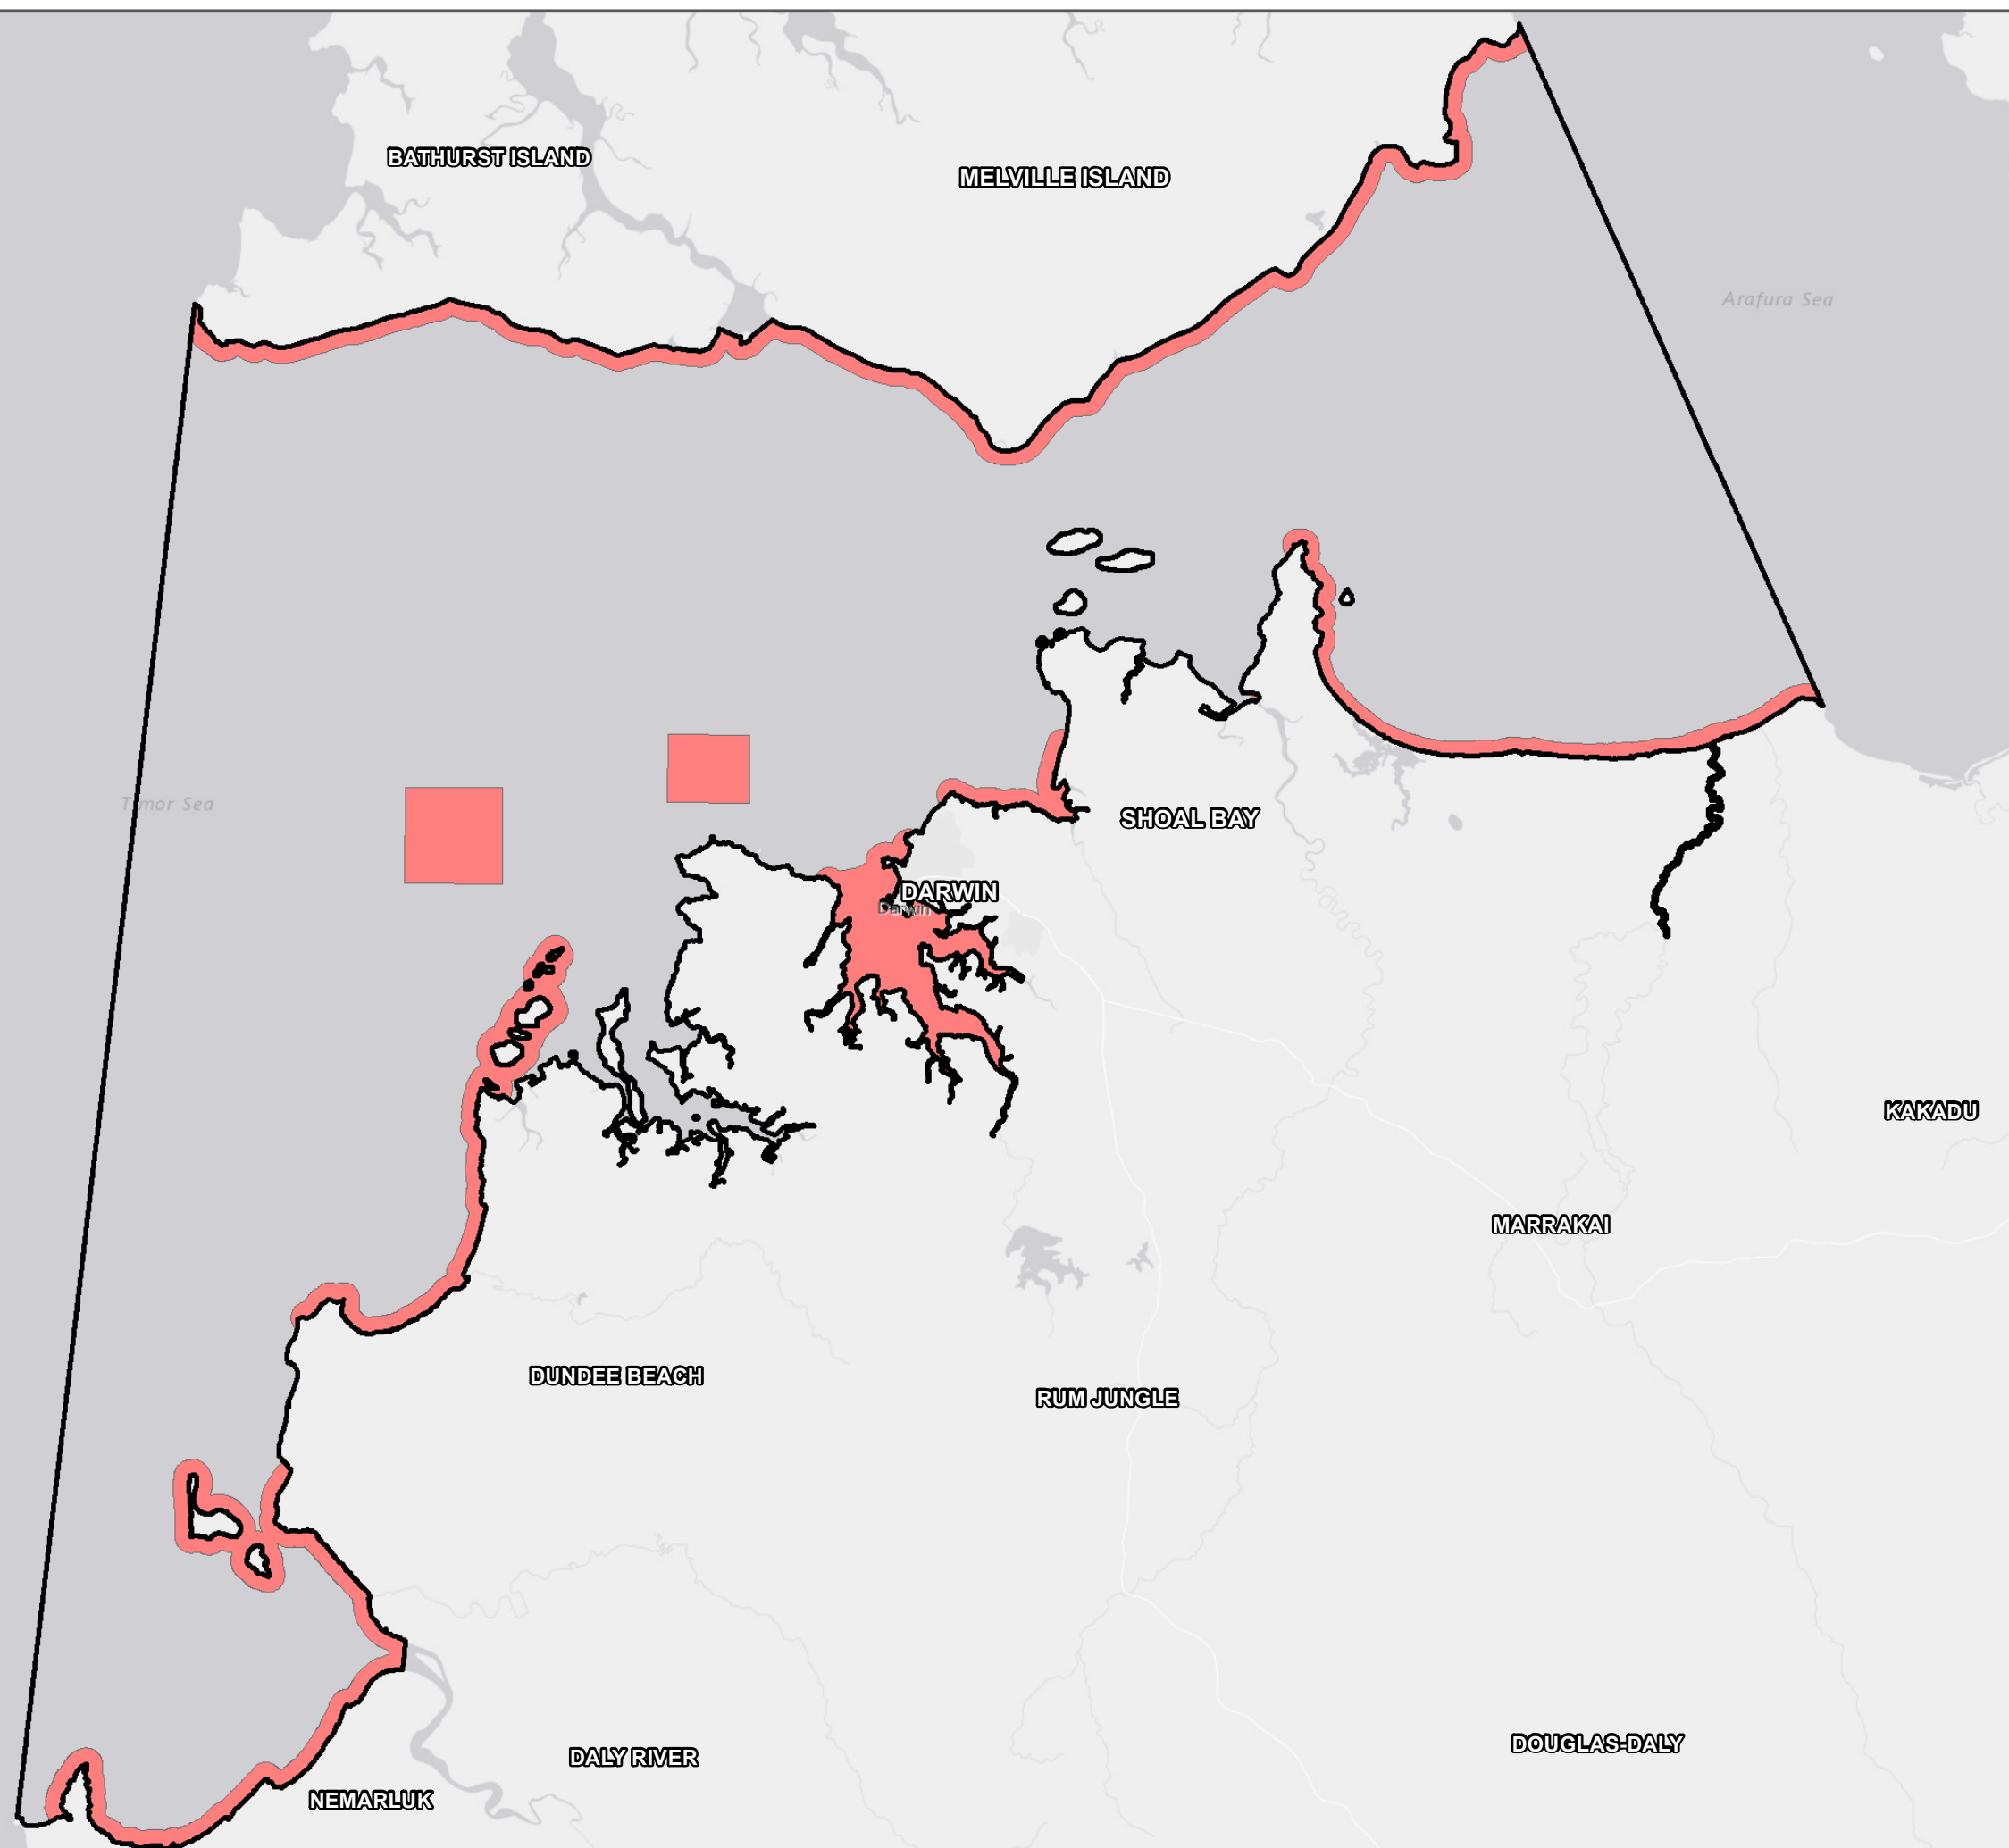 BATHURST ISLAND
MELVILLE ISLAND
Arafura Sea
Timor Sea
SHOAL BAY
DARWIN
Darwin
KAKADU
MARRAKAI
DUNDEE BEACH
RUM JUNGLE
DOUGLAS-DALY
DALY RIVER
NEMARLUK